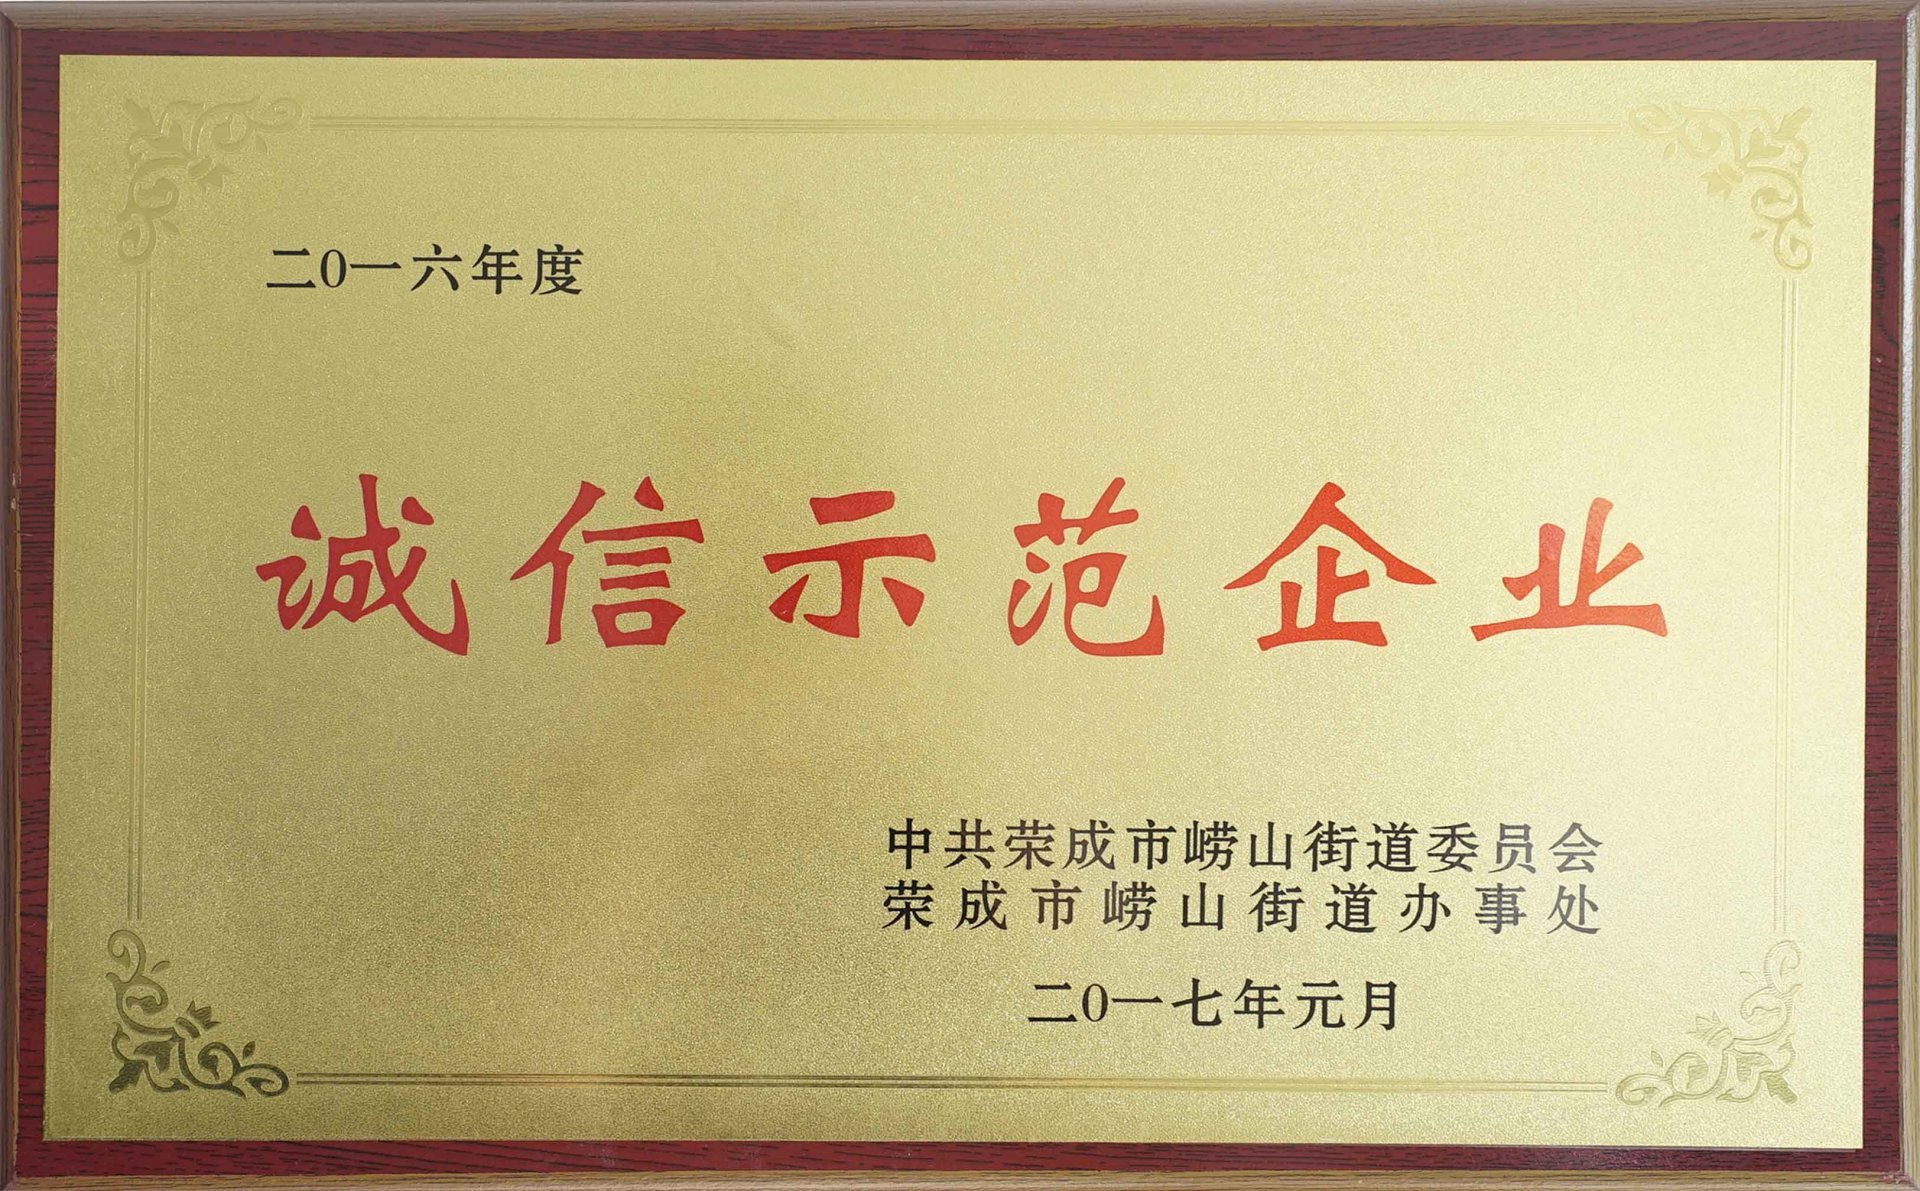 二0一六年度
诚信示范企业
中共荣成市崂山街道委员会
荣成市崂山街道办事处
二0一七年元月